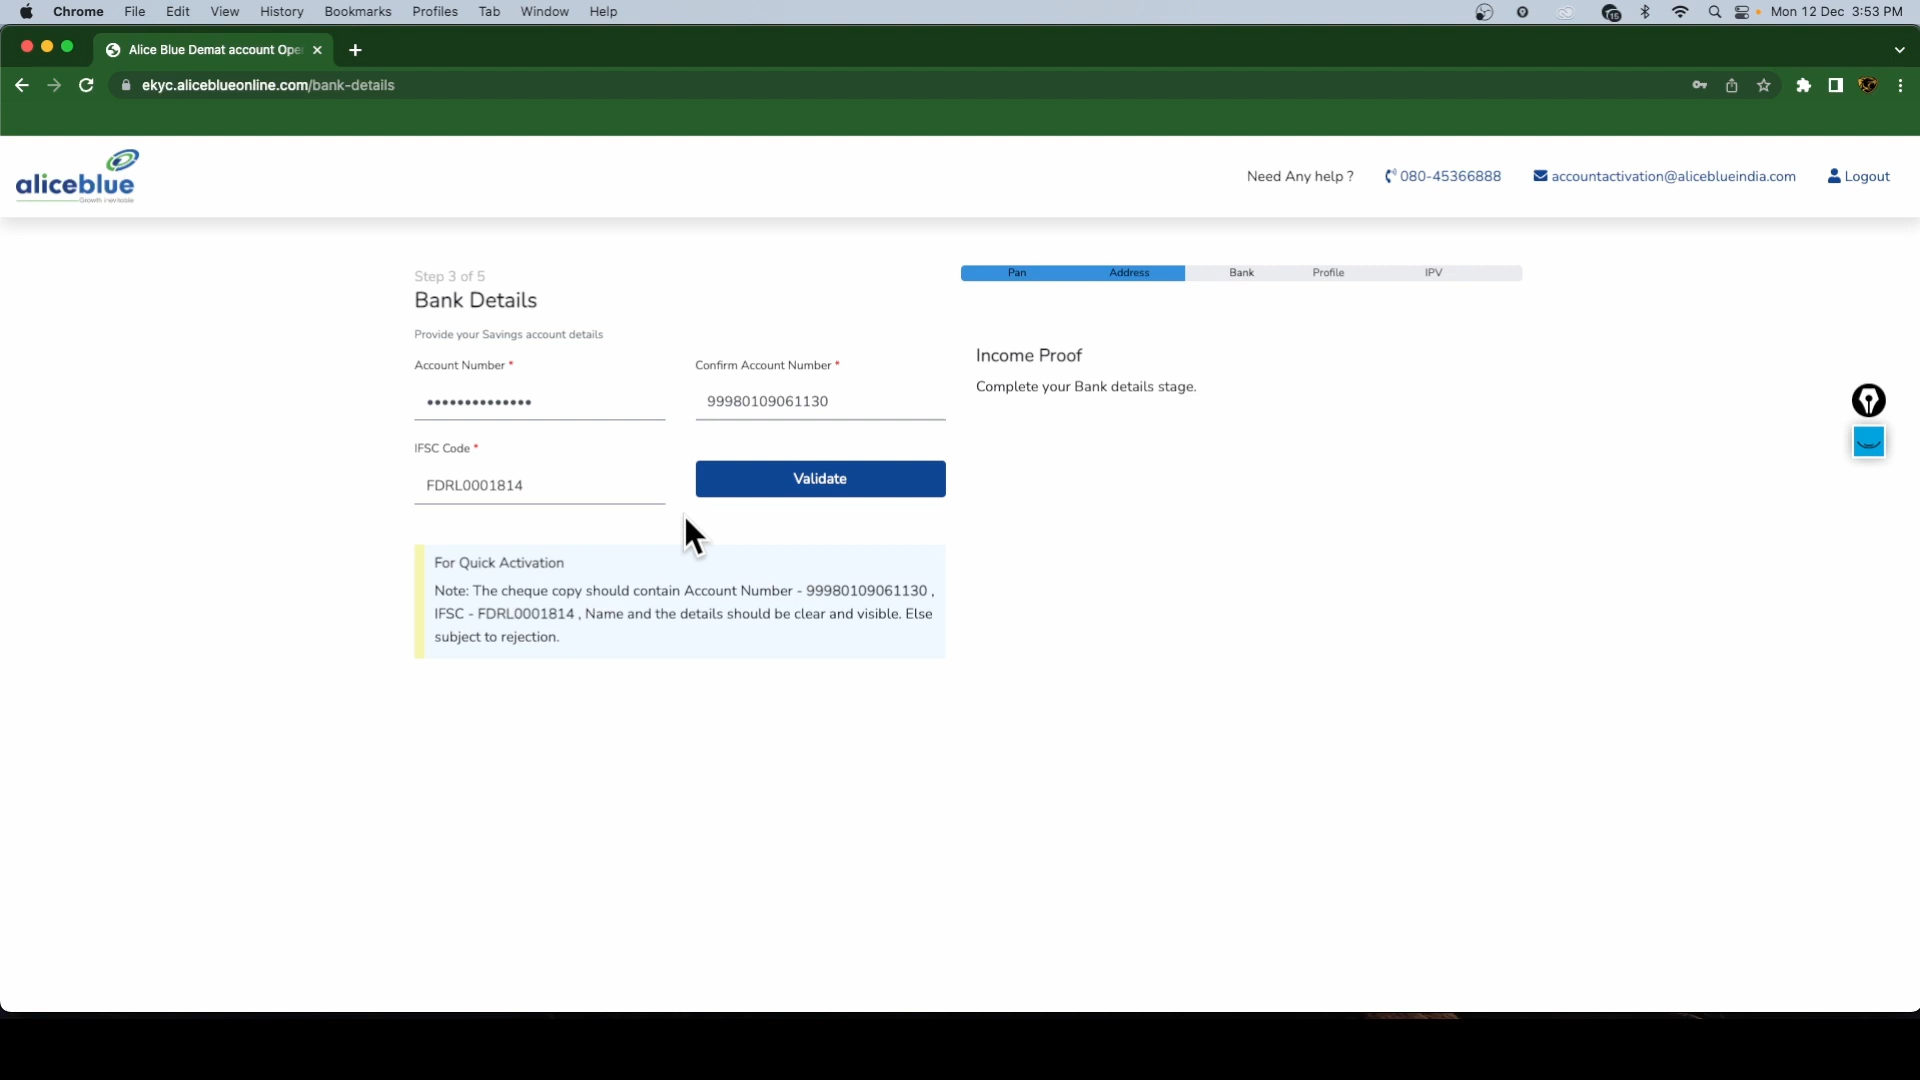 Chrome File Edit View History Bookmarks Profiles Tab Window Help
15
Mon 12 Dec 3:53 PM
Alice Blue Demat account Ope
ekyc.aliceblueonline.com/bank-details
aliceblue
Growth inevitable
Need Any help ?
080-45366888
accountactivation@aliceblueindia.com
Logout
Step 3 of 5
Bank Details
Provide your Savings account details
Account Number *
Confirm Account Number *
••••••••••••••
99980109061130
IFSC Code *
FDRL0001814
Validate
For Quick Activation
Note: The cheque copy should contain Account Number - 99980109061130 ,
IFSC - FDRL0001814 , Name and the details should be clear and visible. Else
subject to rejection.
Pan Address Bank Profile IPV
Income Proof
Complete your Bank details stage.